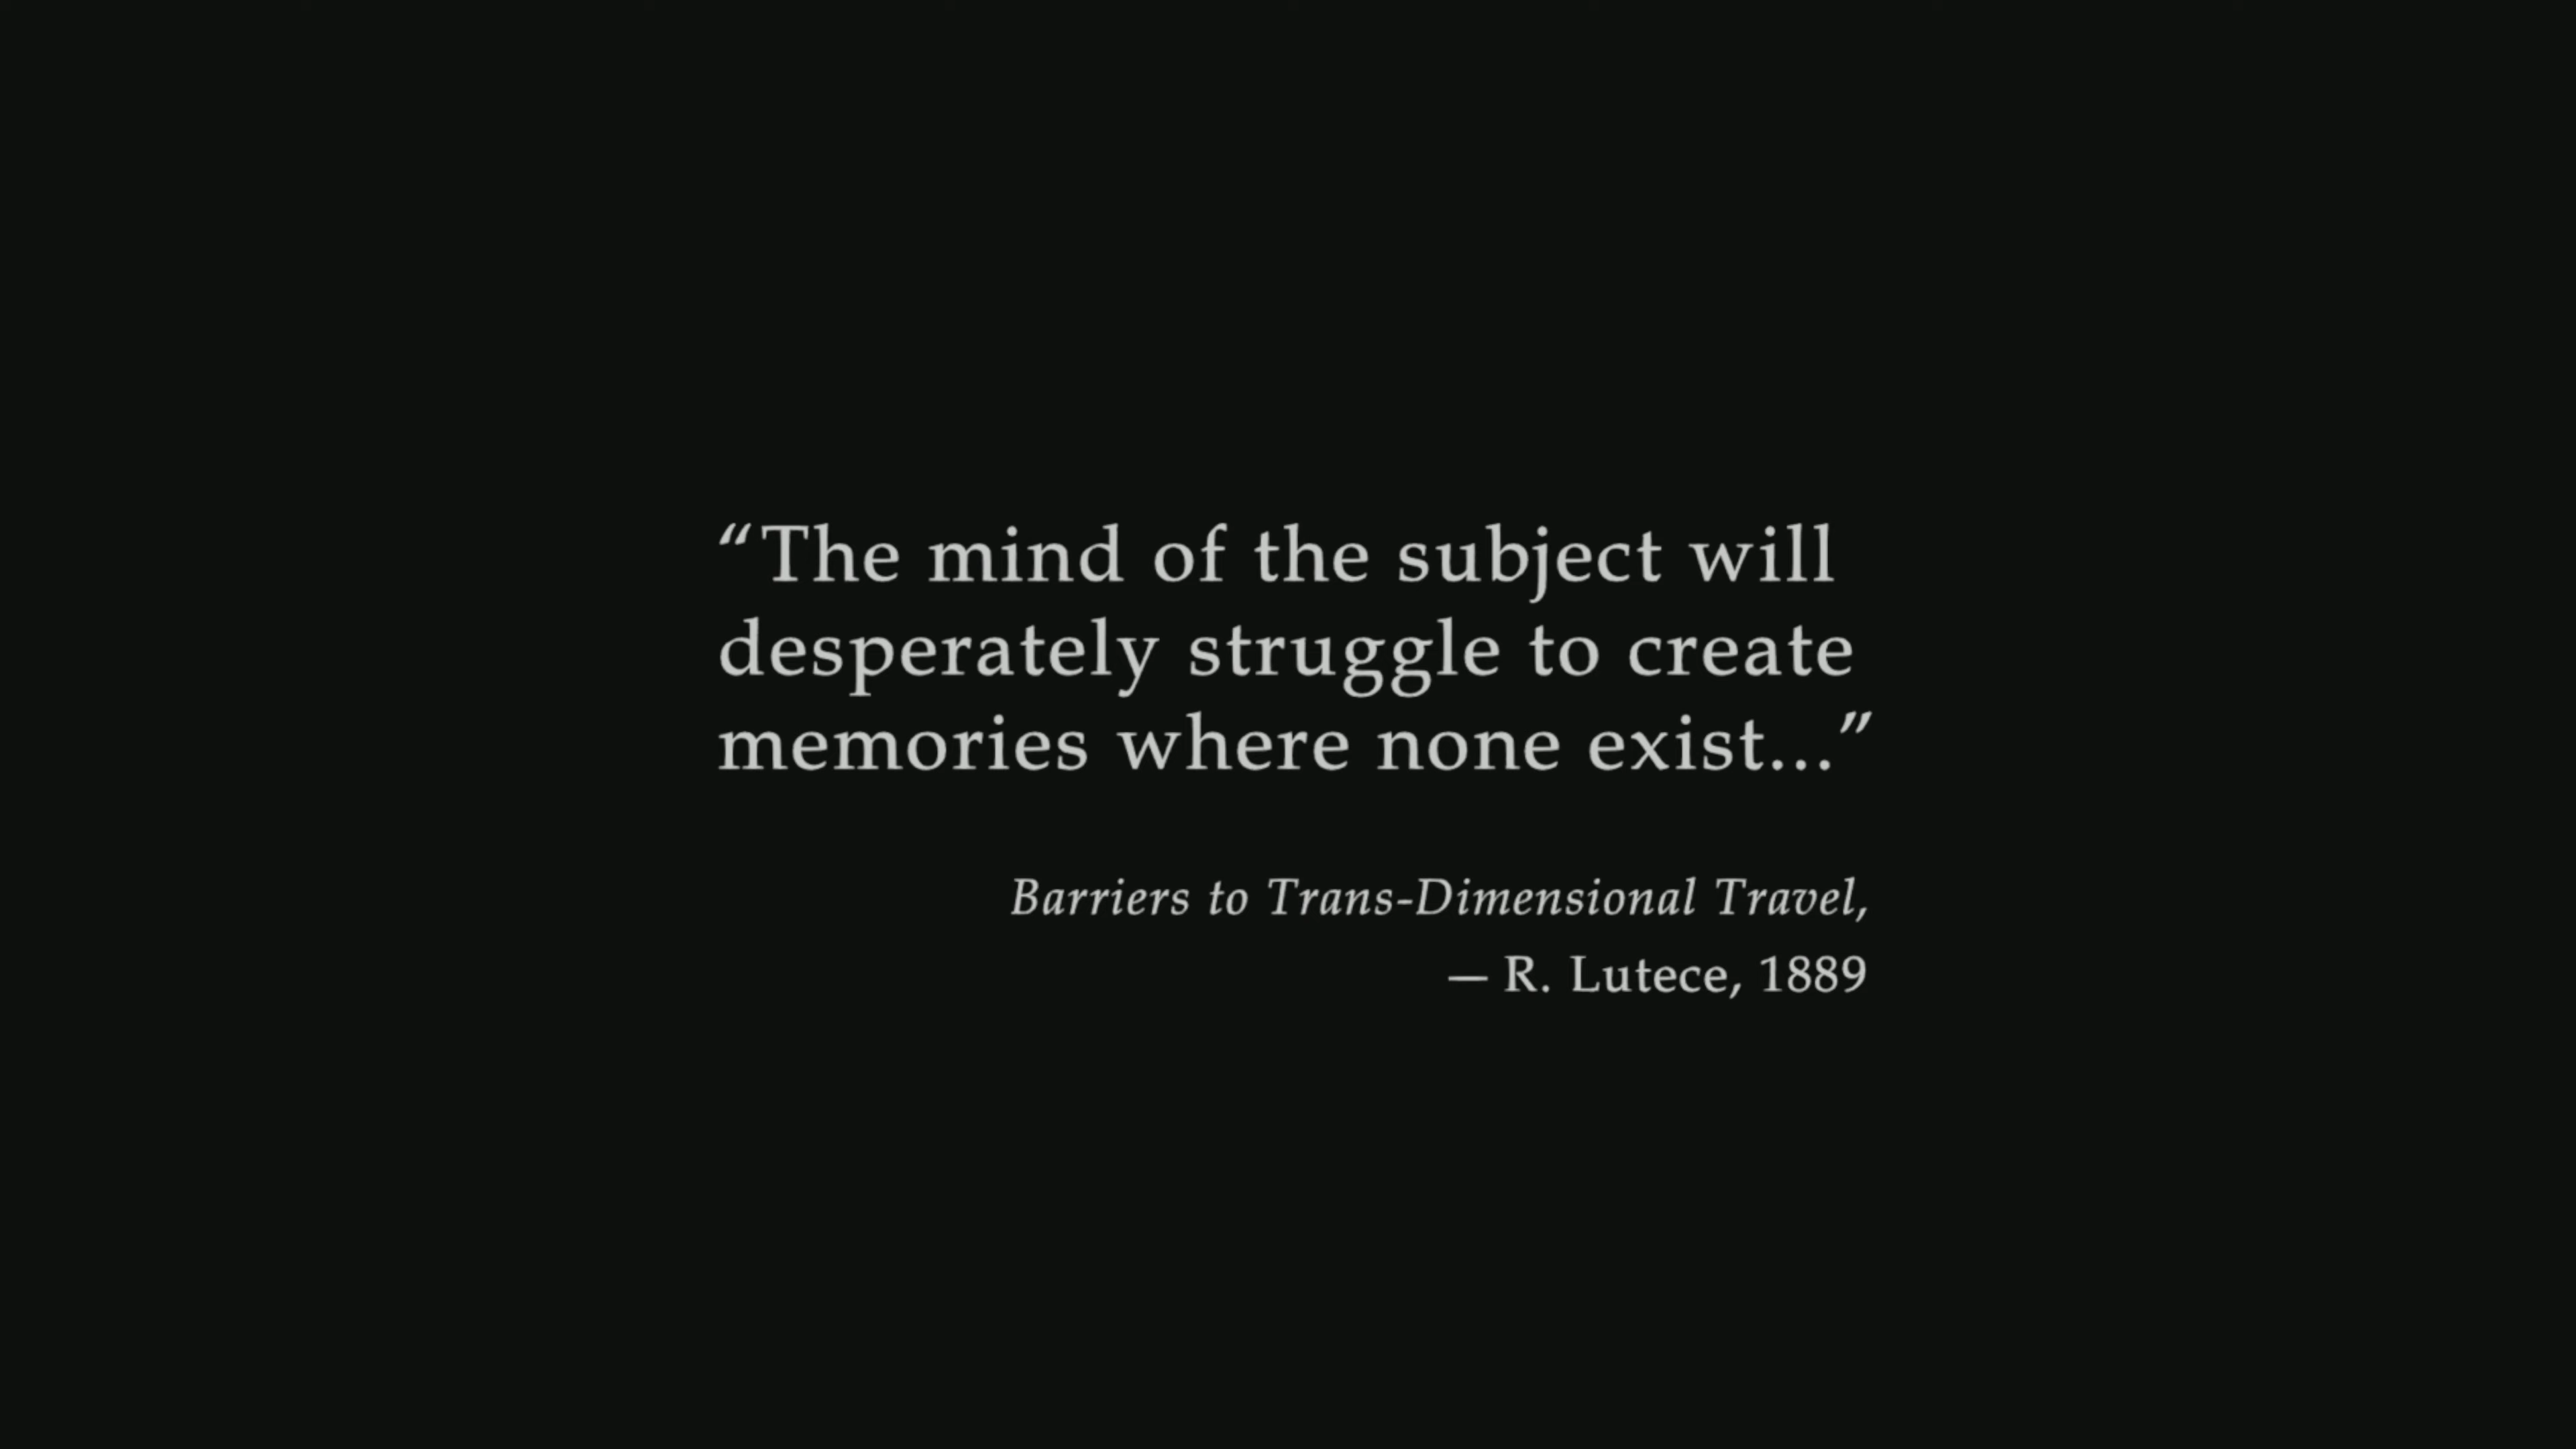 “The mind of the subject will
desperately struggle to create
memories where none exist...”
Barriers to Trans-Dimensional Travel,
— R. Lutece, 1889